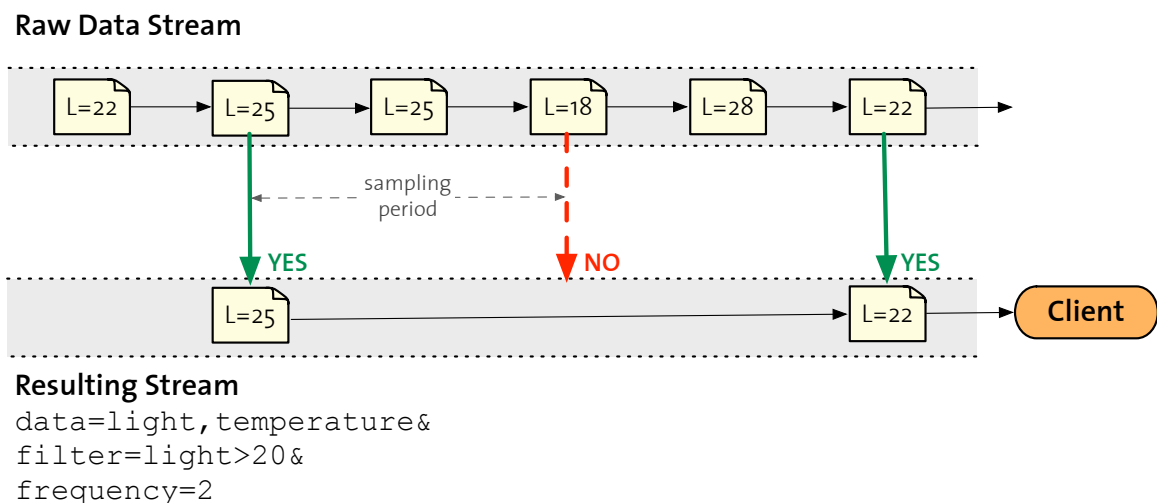 Raw Data Stream
L=22
L=25
L=25
L=18
L=28
L=22
sampling
period
YES
NO
YES
L=25
L=22
Client
Resulting Stream
data=light,temperature&
filter=light>20&
frequency=2